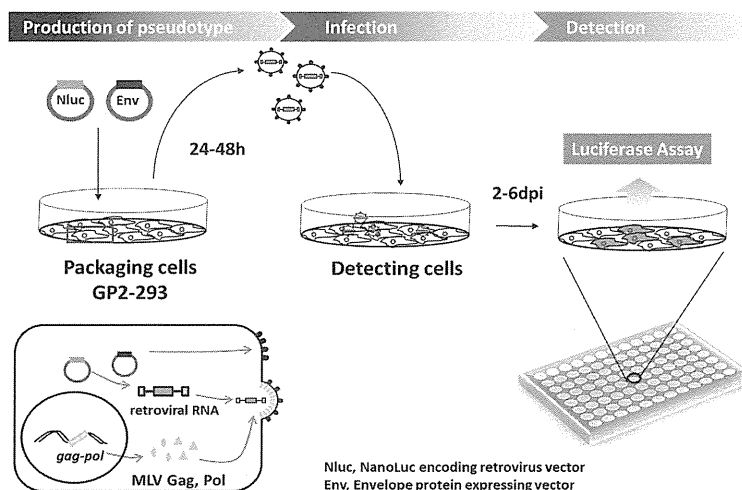 Production of pseudotype
Infection
Detection
Nluc
Env
24-48h
Luciferase Assay
2-6dpi
Packaging cells
GP2-293
Detecting cells
retroviral RNA
gag-pol
MLV Gag, Pol
Nluc, NanoLuc encoding retrovirus vector
Env, Envelope protein expressing vector